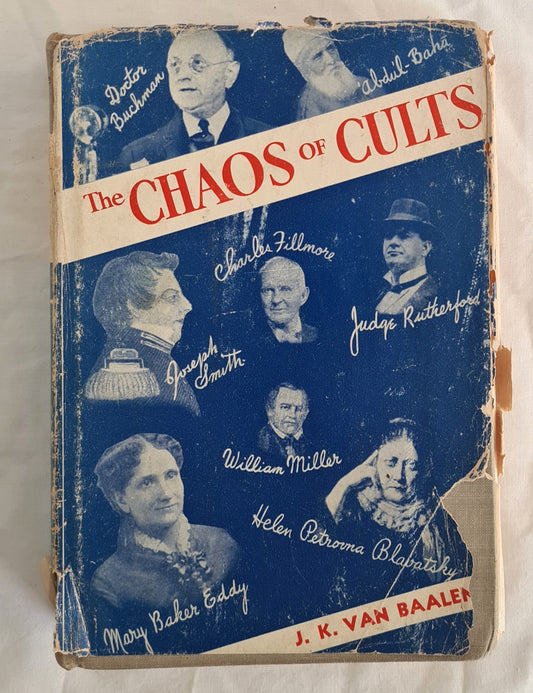 Doctor
Buchman
Abdul-Baha
The CHAOS OF CULTS
Charles Fillmore
Judge Rutherford
Joseph
Smith
William Miller
Helen Petrovna Blavatsky
Mary Baker Eddy
J. K. VAN BAALEN